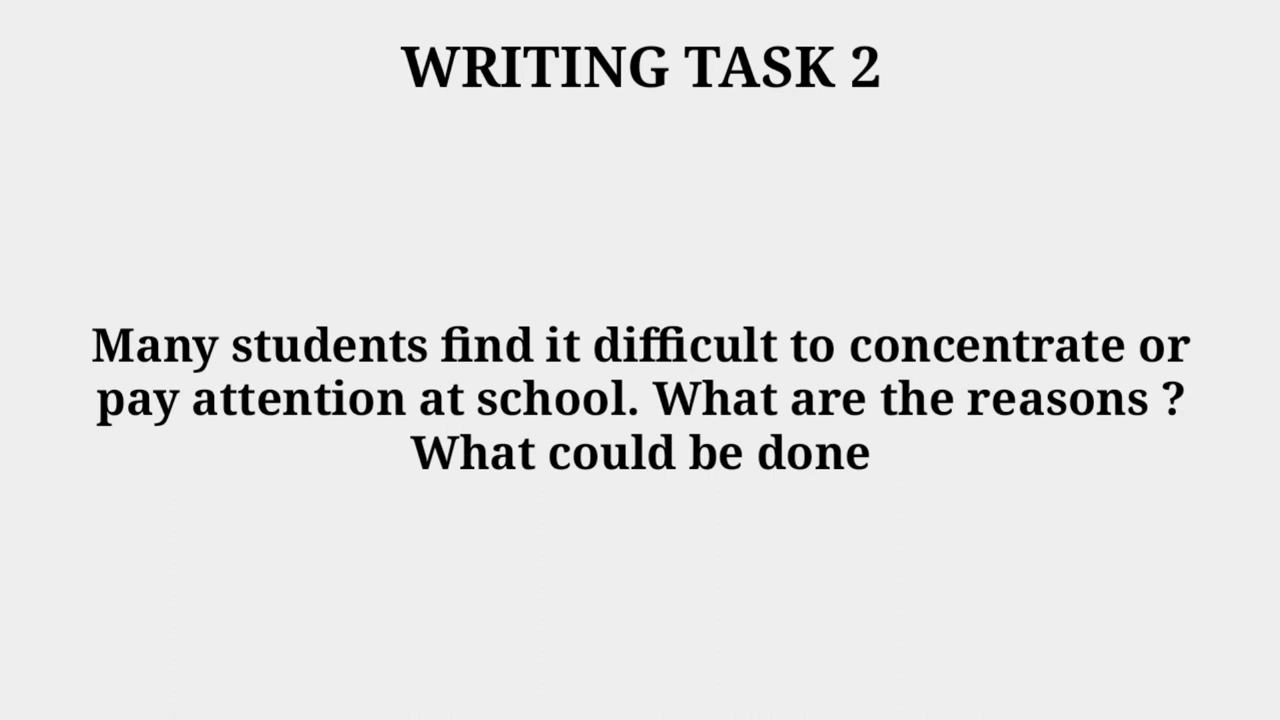 WRITING TASK 2
Many students find it difficult to concentrate or
pay attention at school. What are the reasons ?
What could be done